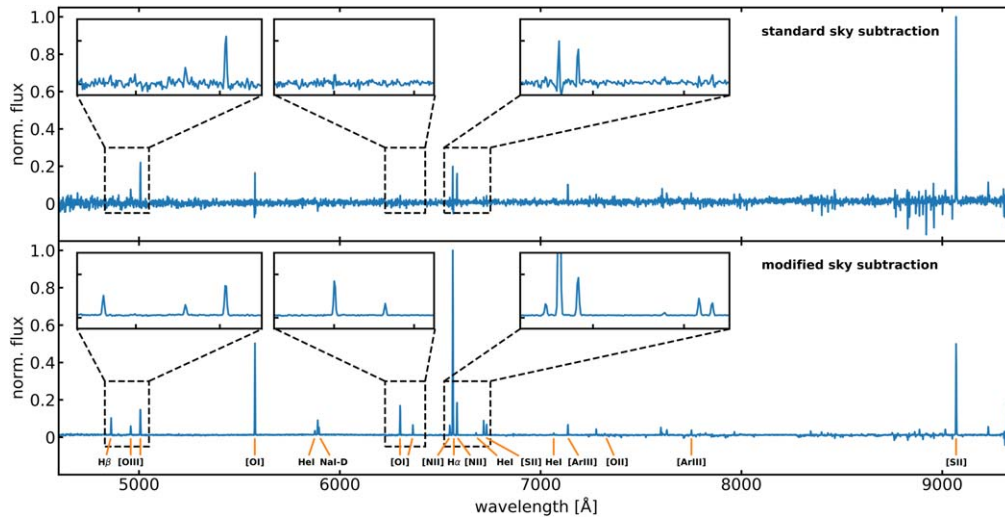 1.0
0.8
0.6
0.4
0.2
0
norm. flux
standard sky subtraction
1.0
0.8
0.6
0.4
0.2
0
norm. flux
modified sky subtraction
Hβ [OIII] [OI] HeI NaI-D [OI] [NII] Hα [NII] HeI [SII] HeI [ArIII] [OII] [ArIII] [SII]
5000 6000 7000 8000 9000
wavelength [Å]